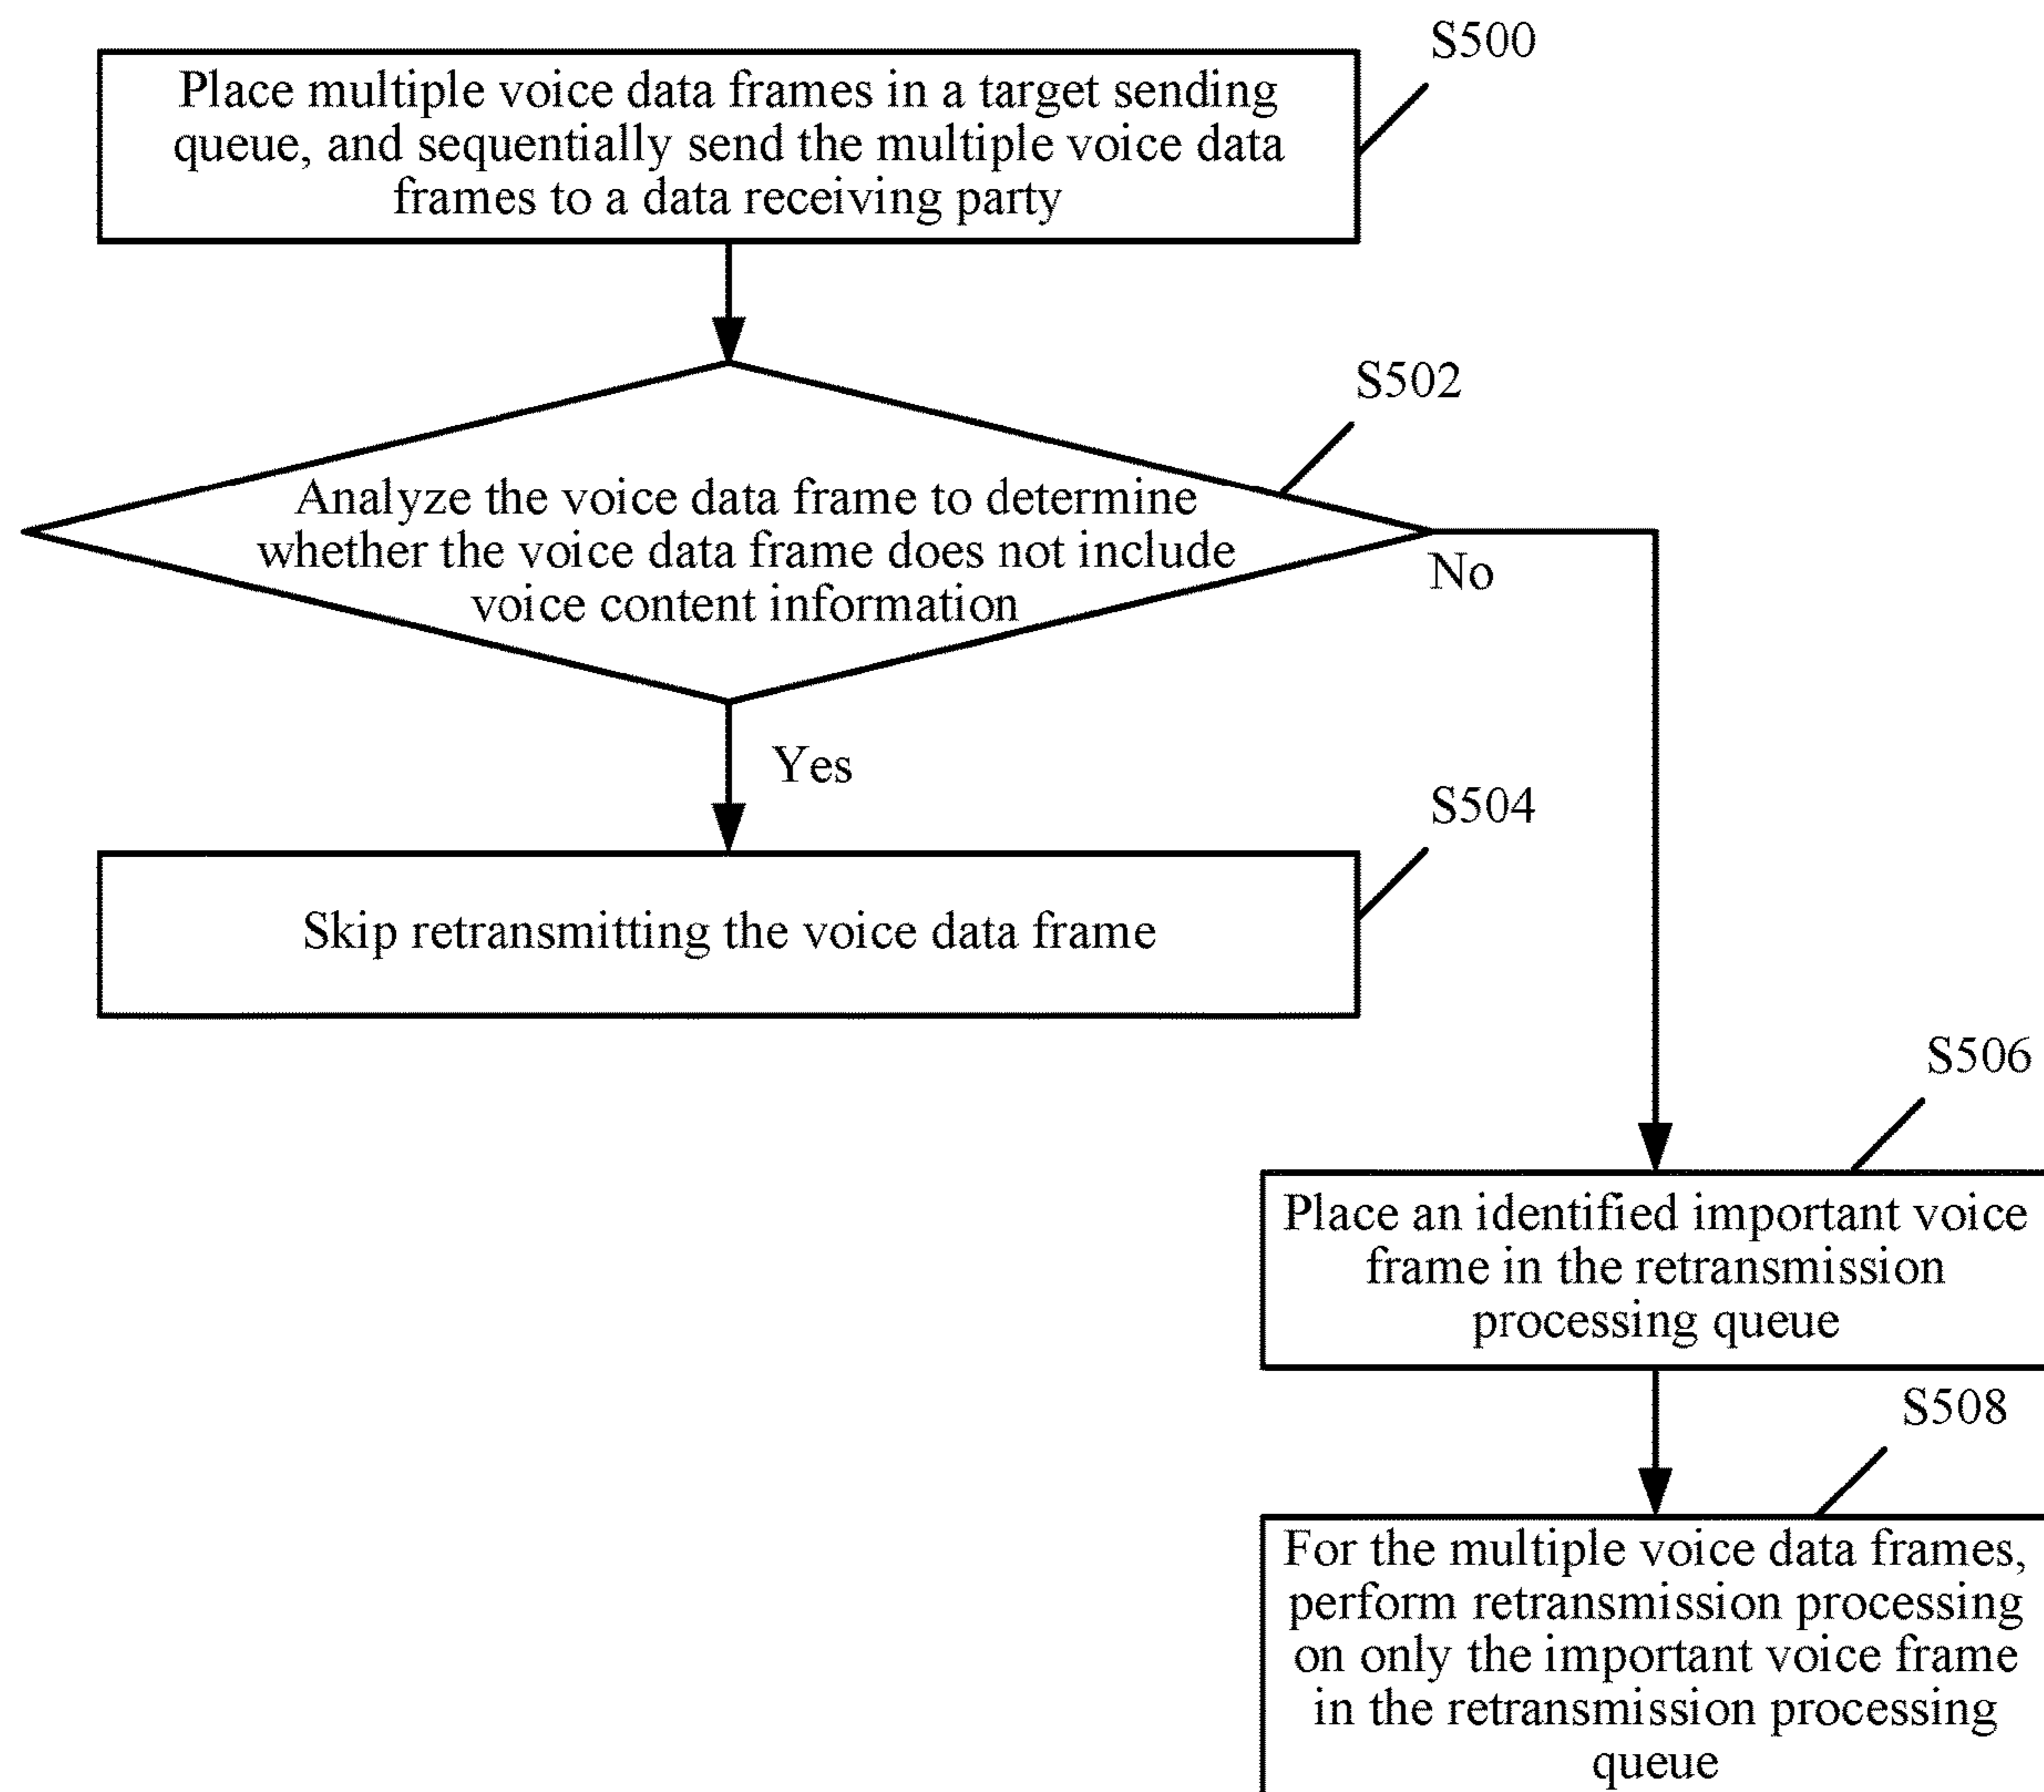 S500
Place multiple voice data frames in a target sending
queue, and sequentially send the multiple voice data
frames to a data receiving party
S502
Analyze the voice data frame to determine
whether the voice data frame does not include
voice content information
No
Yes
S504
Skip retransmitting the voice data frame
S506
Place an identified important voice
frame in the retransmission
processing queue
S508
For the multiple voice data frames,
perform retransmission processing
on only the important voice frame
in the retransmission processing
queue